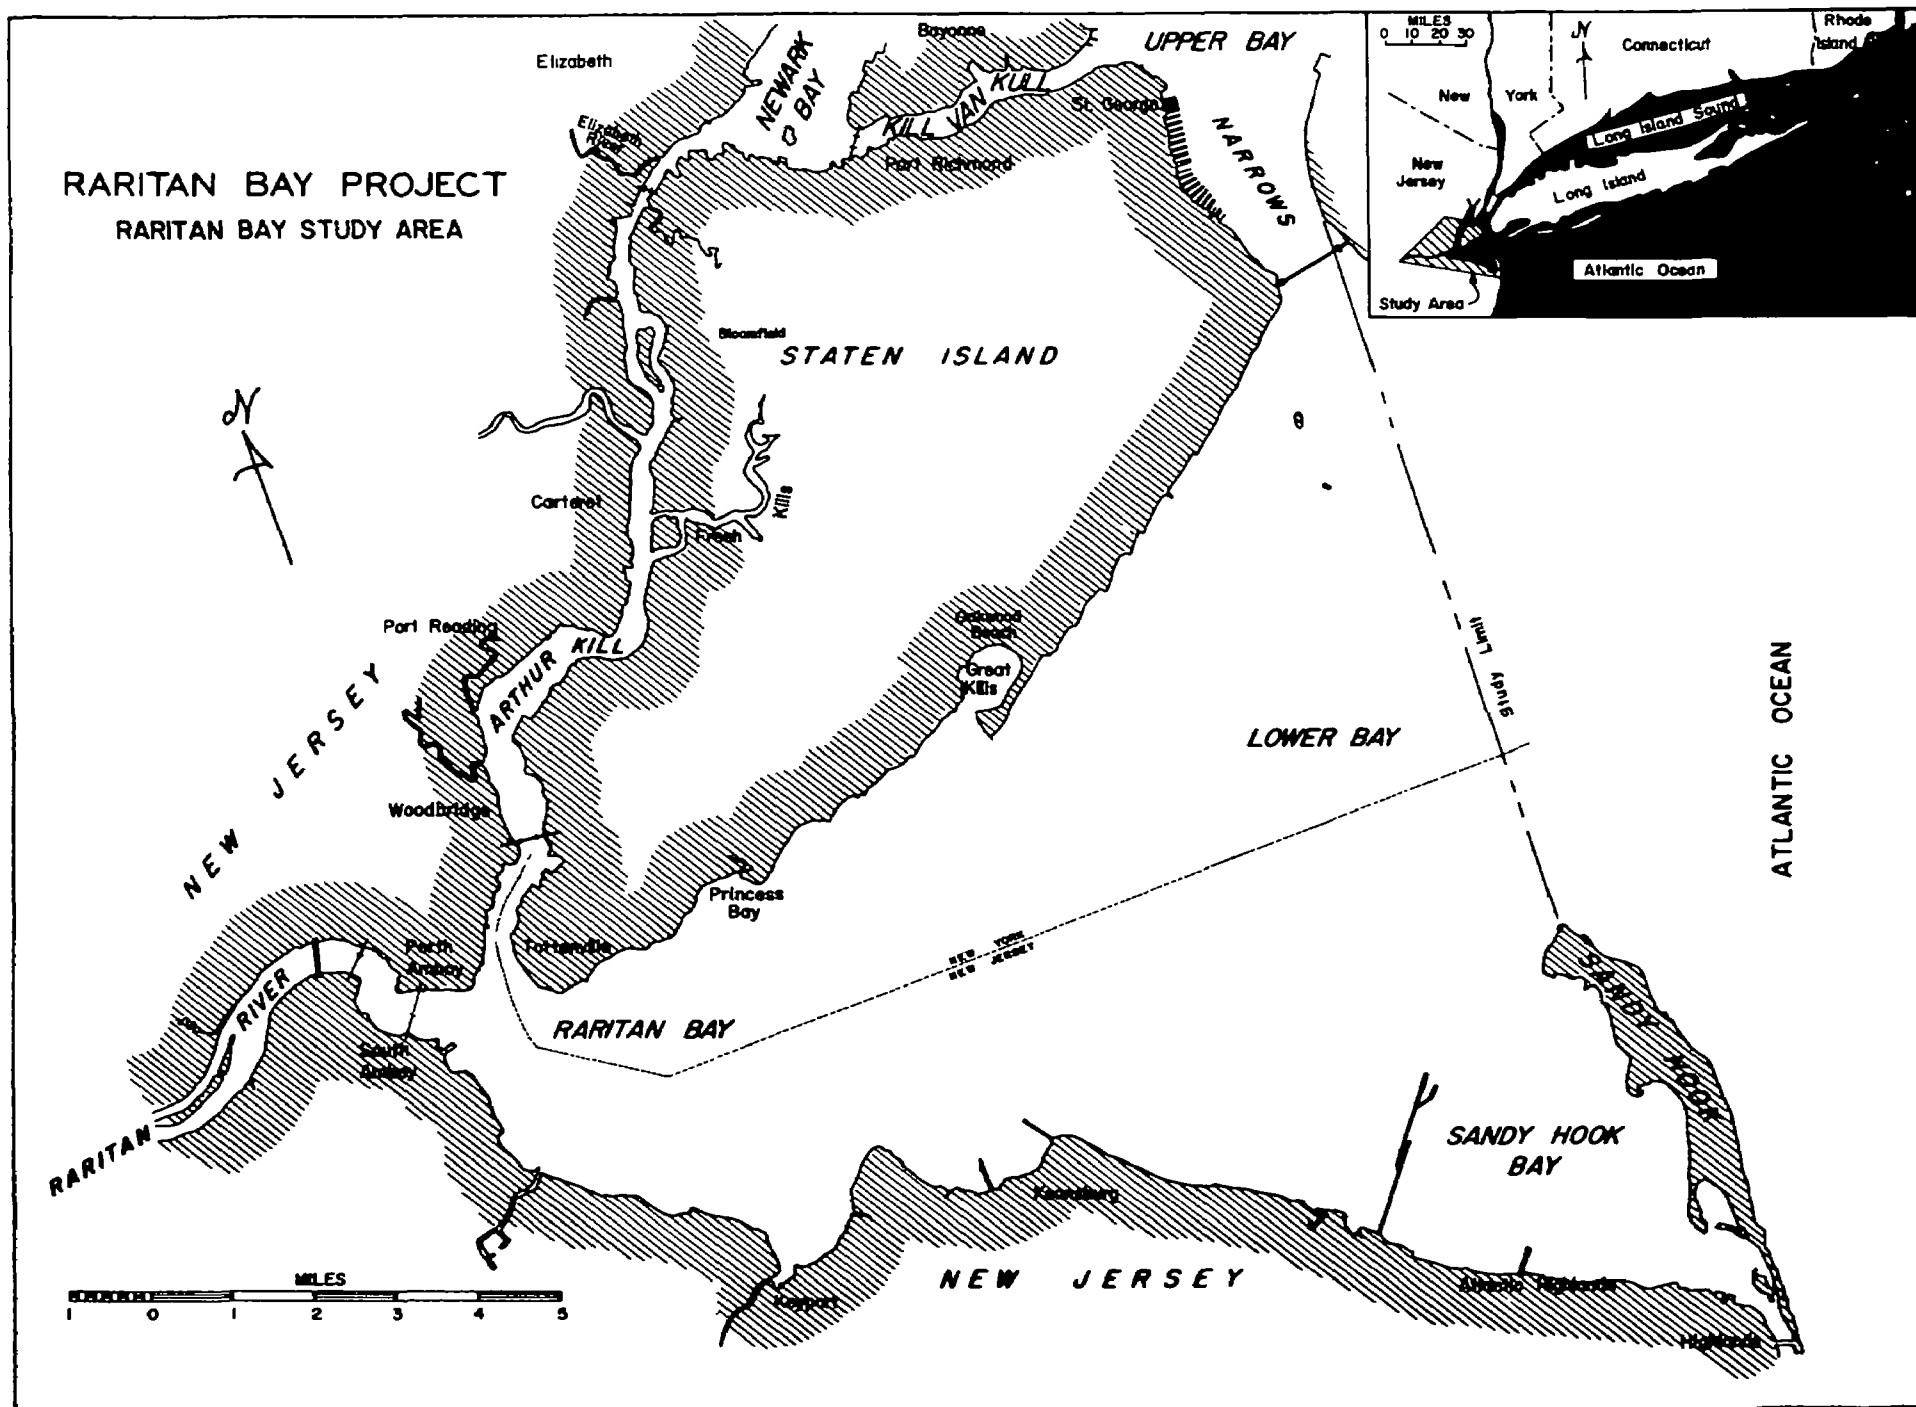 RARITAN BAY PROJECT
RARITAN BAY STUDY AREA
Elizabeth
Elizabeth
River
NEWARK
BAY
Bayonne
KILL VAN KULL
UPPER BAY
St. George
Port Richmond
NARROWS
MILES
0 10 20 30
N
Connecticut
Rhode
Island
New York
Long Island Sound
New
Jersey
Long Island
Atlantic Ocean
Study Area
Bloomfield
STATEN ISLAND
N
Carteret
Fresh
Kills
Port Reading
ARTHUR KILL
Oakwood
Beach
Great
Kills
Study Limit
LOWER BAY
ATLANTIC OCEAN
NEW JERSEY
Woodbridge
Princess
Bay
NEW YORK
NEW JERSEY
Perth
Amboy
Tottenville
RARITAN RIVER
South
Amboy
RARITAN BAY
SANDY HOOK
SANDY HOOK
BAY
Keansburg
Keyport
NEW JERSEY
Atlantic Highlands
Highlands
MILES
1 0 1 2 3 4 5